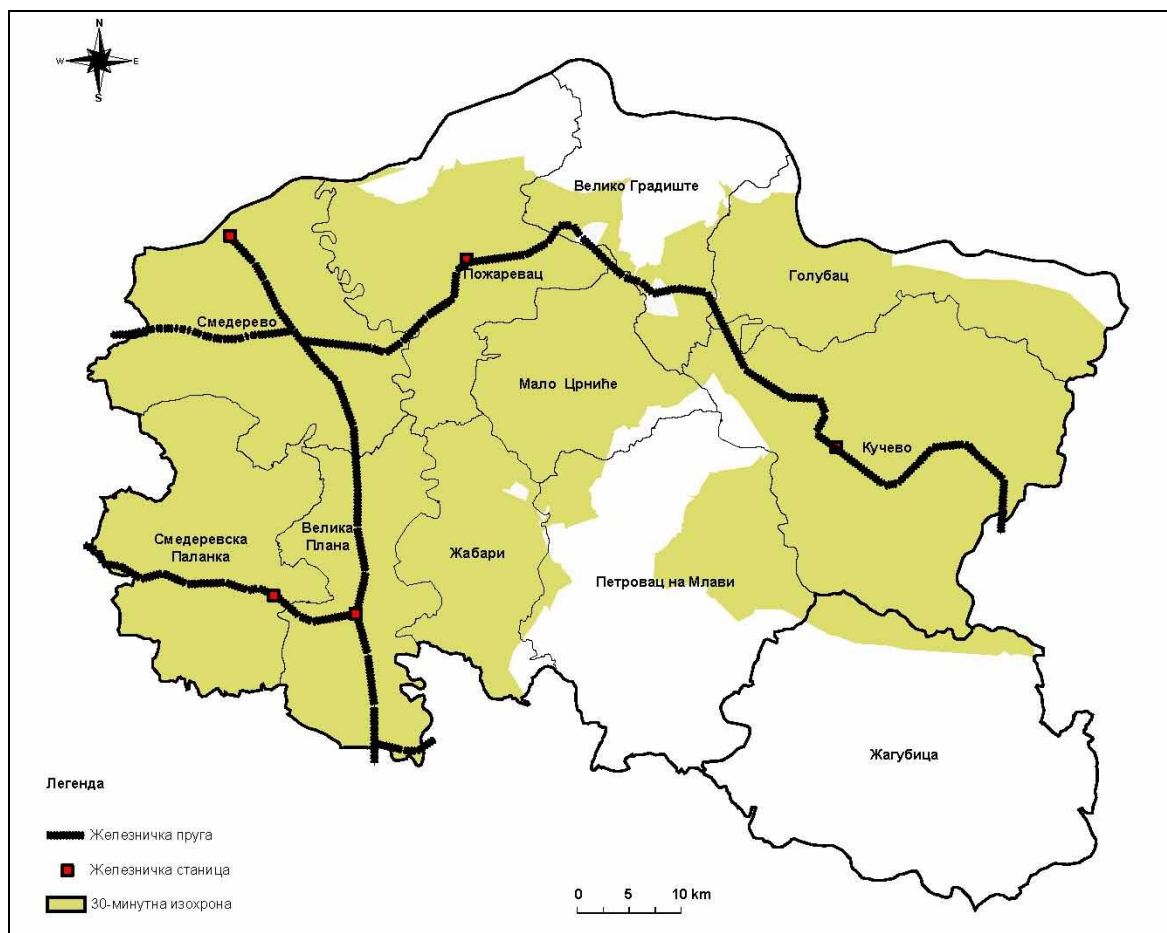 N
W E
S
Велико Градиште
Голубац
Пожаревац
Смедерево
Мало Црниће
Кучево
Смедеревска
Паланка
Велика
Плана
Жабари
Петровац на Млави
Жагубица
Легенда
Железничка пруга
Железничка станица
30-минутна изохрона
0 5 10 km